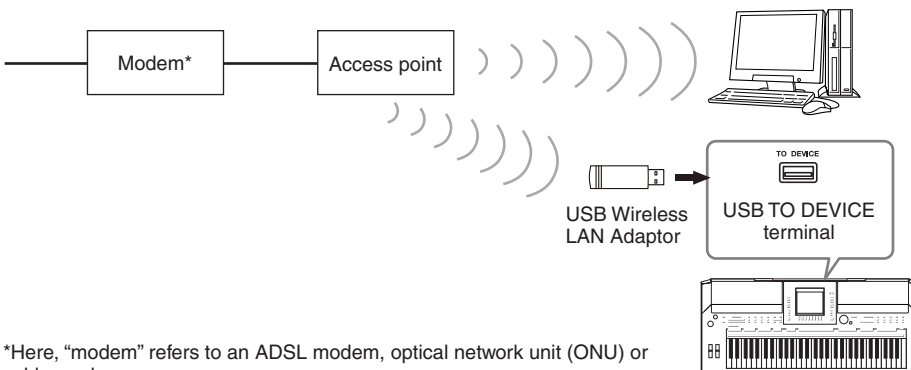 Modem*
Access point
TO DEVICE
USB TO DEVICE
terminal
USB Wireless
LAN Adaptor
*Here, “modem” refers to an ADSL modem, optical network unit (ONU) or